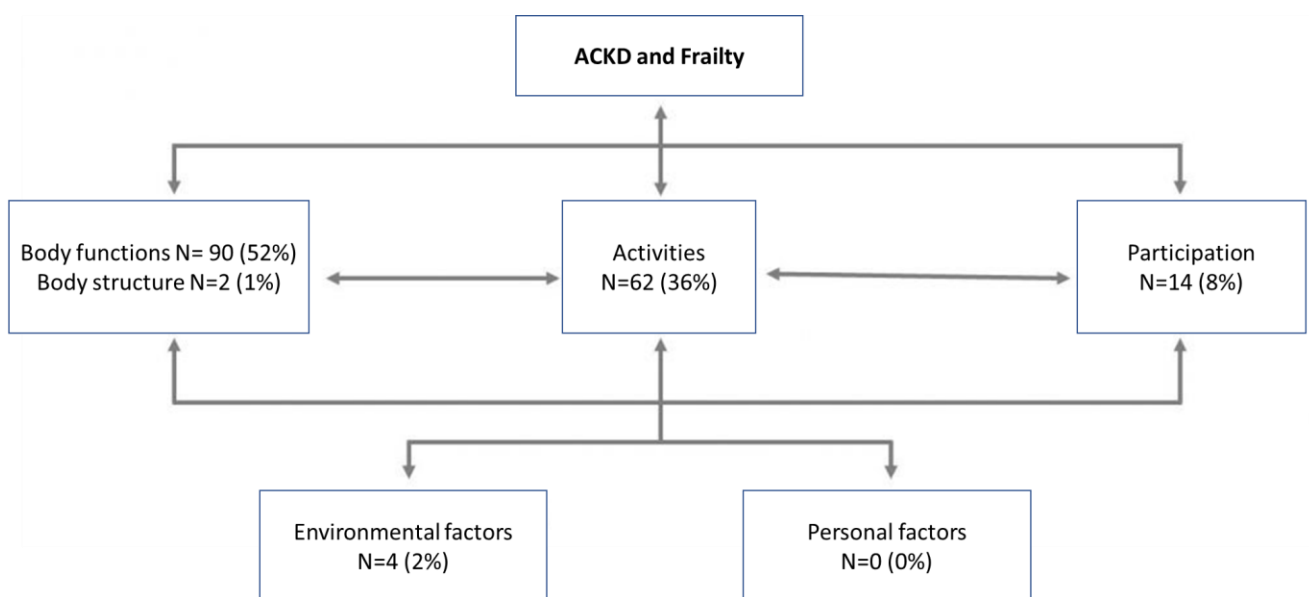 ACKD and Frailty
Body functions N= 90 (52%)
Body structure N=2 (1%)
Activities
N=62 (36%)
Participation
N=14 (8%)
Environmental factors
N=4 (2%)
Personal factors
N=0 (0%)